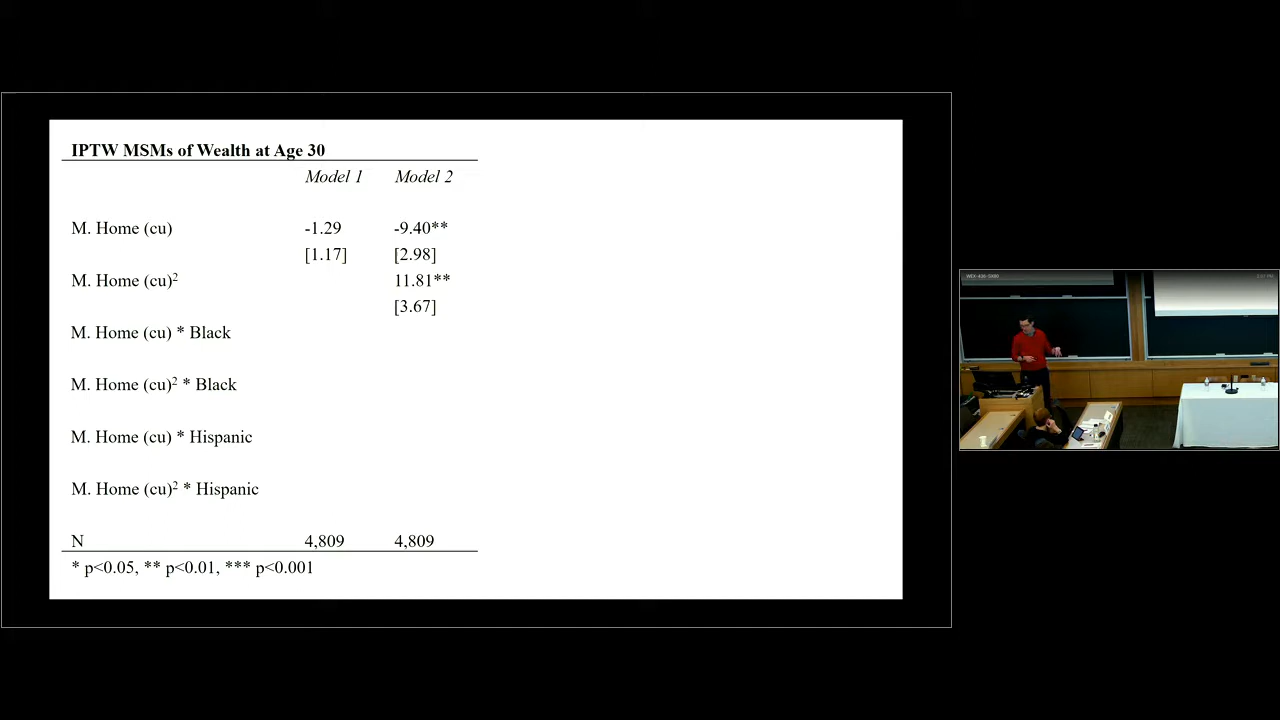 IPTW MSMs of Wealth at Age 30
Model 1 Model 2
M. Home (cu) -1.29 -9.40**
[1.17] [2.98]
M. Home (cu)² 11.81**
[3.67]
M. Home (cu) * Black
M. Home (cu)² * Black
M. Home (cu) * Hispanic
M. Home (cu)² * Hispanic
N 4,809 4,809
* p<0.05, ** p<0.01, *** p<0.001